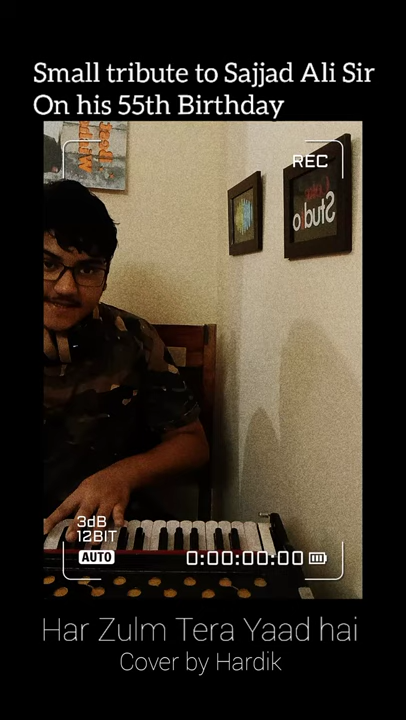 Small tribute to Sajjad Ali Sir
On his 55th Birthday
REC
Studio
3dB
12BIT
AUTO
0:00:00:00
Har Zulm Tera Yaad hai
Cover by Hardik